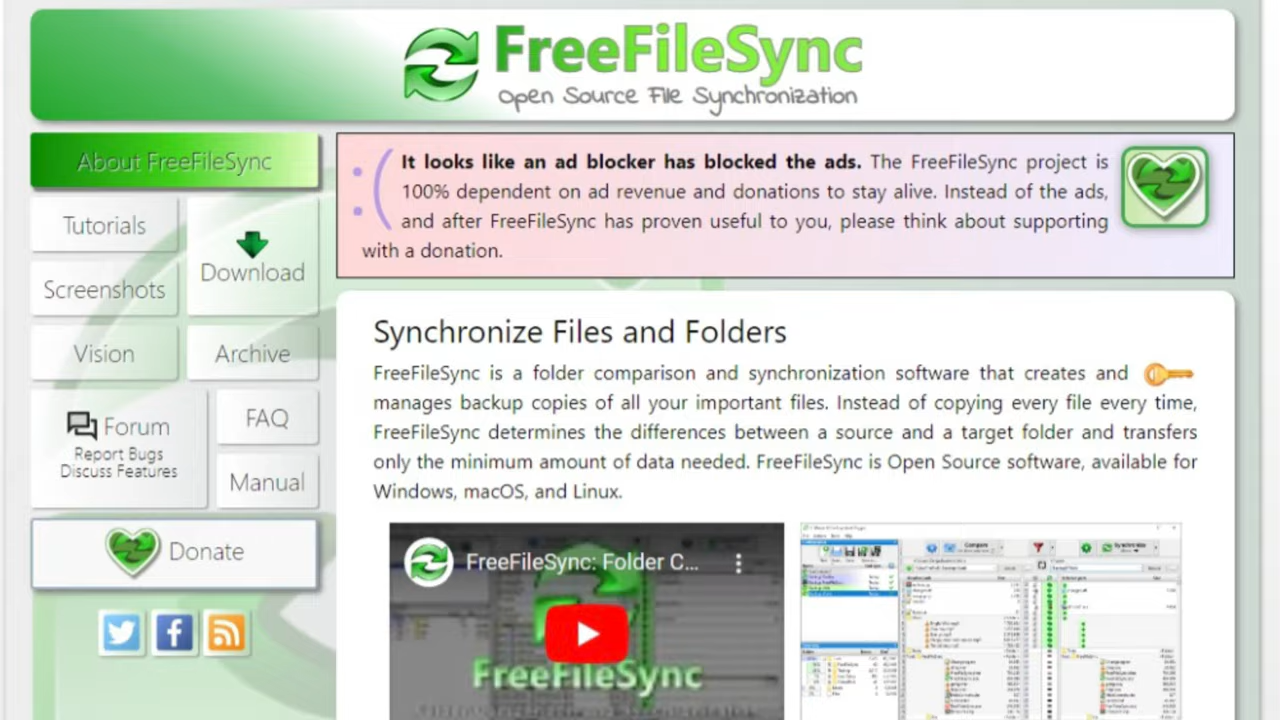 FreeFileSync
Open Source File Synchronization
About FreeFileSync
Tutorials
Download
Screenshots
Vision
Archive
Forum
Report Bugs
Discuss Features
FAQ
Manual
Donate
:(
It looks like an ad blocker has blocked the ads. The FreeFileSync project is
100% dependent on ad revenue and donations to stay alive. Instead of the ads,
and after FreeFileSync has proven useful to you, please think about supporting
with a donation.
Synchronize Files and Folders
FreeFileSync is a folder comparison and synchronization software that creates and
manages backup copies of all your important files. Instead of copying every file every time,
FreeFileSync determines the differences between a source and a target folder and transfers
only the minimum amount of data needed. FreeFileSync is Open Source software, available for
Windows, macOS, and Linux.
FreeFileSync: Folder C...
FreeFileSync
Compare
Synchronize